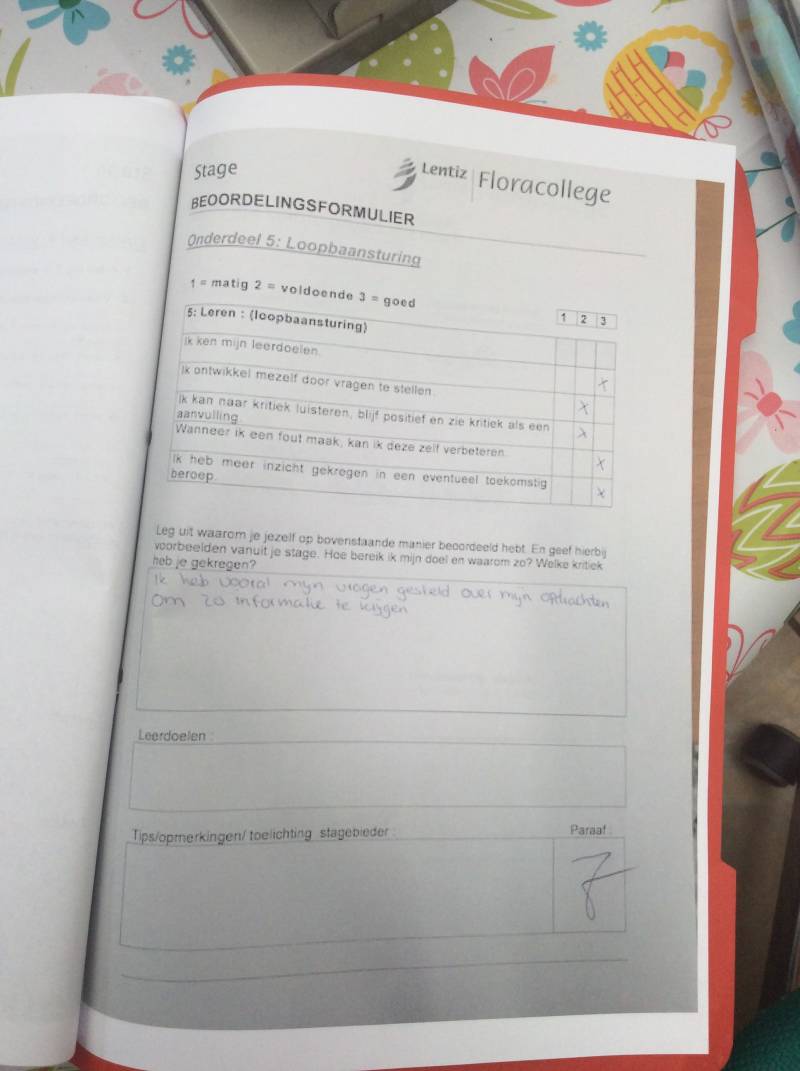 Stage
Lentiz | Floracollege
BEOORDELINGSFORMULIER
Onderdeel 5: Loopbaansturing
1 = matig 2 = voldoende 3 = goed
5: Leren : (loopbaansturing)
1 2 3
Ik ken mijn leerdoelen.
Ik ontwikkel mezelf door vragen te stellen.
X
Ik kan naar kritiek luisteren, blijf positief en zie kritiek als een
X
aanvulling.
Wanneer ik een fout maak, kan ik deze zelf verbeteren.
X
Ik heb meer inzicht gekregen in een eventueel toekomstig
X
beroep.
X
Leg uit waarom je jezelf op bovenstaande manier beoordeeld hebt. En geef hierbij
voorbeelden vanuit je stage. Hoe bereik ik mijn doel en waarom zo? Welke kritiek
heb je gekregen?
Ik heb vooral mijn vragen gesteld over mijn opdrachten
om zo informatie te krijgen
Leerdoelen :
Tips/opmerkingen/ toelichting stagebieder :
Paraaf :